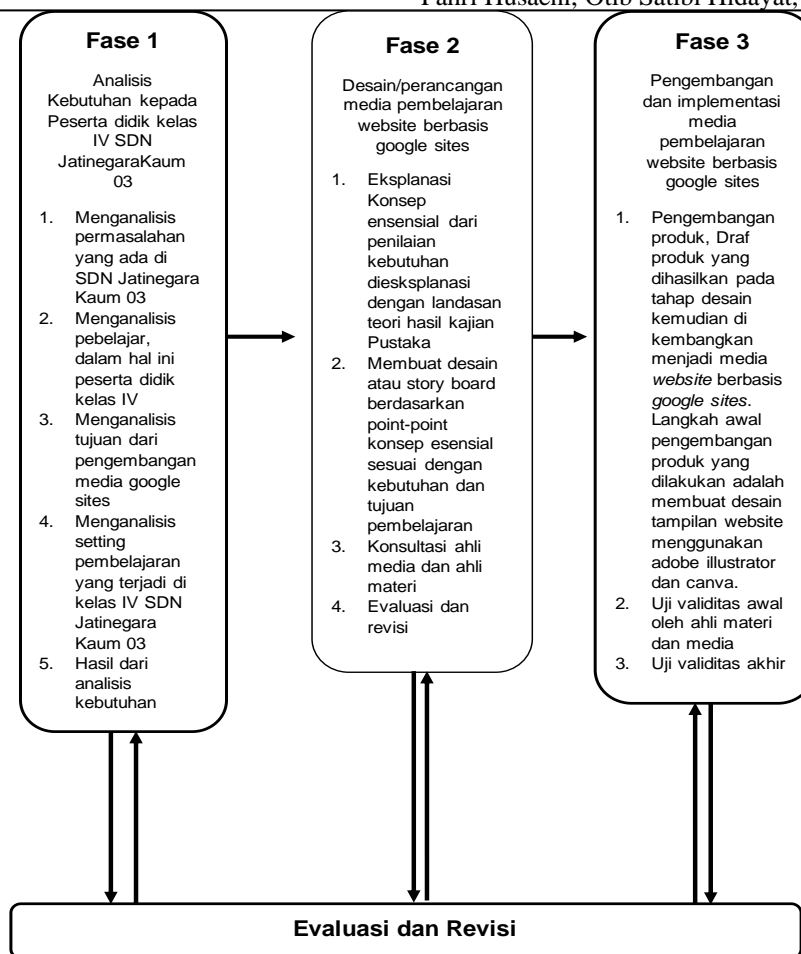 Fahri Husaeni, Otib Satibi Hidayat,
Fase 1
Analisis
Kebutuhan kepada
Peserta didik kelas
IV SDN
JatinegaraKaum
03
1. Menganalisis
permasalahan
yang ada di
SDN Jatinegara
Kaum 03
2. Menganalisis
pebelajar,
dalam hal ini
peserta didik
kelas IV
3. Menganalisis
tujuan dari
pengembangan
media google
sites
4. Menganalisis
setting
pembelajaran
yang terjadi di
kelas IV SDN
Jatinegara
Kaum 03
5. Hasil dari
analisis
kebutuhan
Fase 2
Desain/perancangan
media pembelajaran
website berbasis
google sites
1. Eksplanasi
Konsep
ensensial dari
penilaian
kebutuhan
dieksplanasi
dengan landasan
teori hasil kajian
Pustaka
2. Membuat desain
atau story board
berdasarkan
point-point
konsep esensial
sesuai dengan
kebutuhan dan
tujuan
pembelajaran
3. Konsultasi ahli
media dan ahli
materi
4. Evaluasi dan
revisi
Fase 3
Pengembangan
dan implementasi
media
pembelajaran
website berbasis
google sites
1. Pengembangan
produk, Draf
produk yang
dihasilkan pada
tahap desain
kemudian di
kembangkan
menjadi media
website berbasis
google sites.
Langkah awal
pengembangan
produk yang
dilakukan adalah
membuat desain
tampilan website
menggunakan
adobe illustrator
dan canva.
2. Uji validitas awal
oleh ahli materi
dan media
3. Uji validitas akhir
Evaluasi dan Revisi